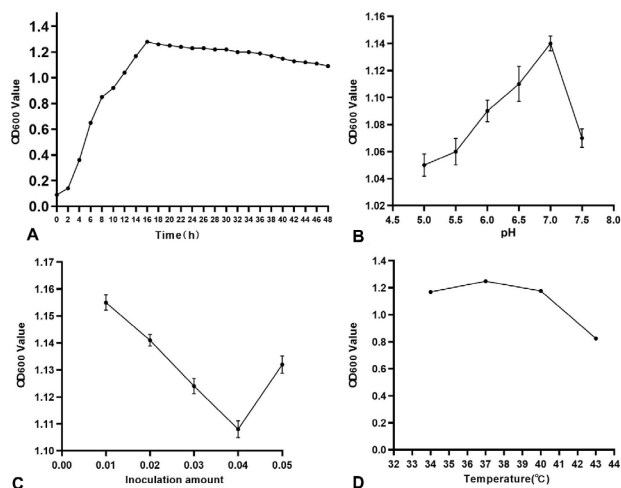 1.4
1.2
1.0
0.8
0.6
0.4
0.2
0.0
OD600 Value
0 2 4 6 8 10 12 14 16 18 20 22 24 26 28 30 32 34 36 38 40 42 44 46 48
Time(h)
A
1.16
1.14
1.12
1.10
1.08
1.06
1.04
1.02
OD600 Value
4.5 5.0 5.5 6.0 6.5 7.0 7.5 8.0
pH
B
1.17
1.16
1.15
1.14
1.13
1.12
1.11
1.10
OD600 Value
0.00 0.01 0.02 0.03 0.04 0.05
Inoculation amount
C
1.4
1.2
1.0
0.8
0.6
0.4
0.2
0.0
OD600 Value
32 33 34 35 36 37 38 39 40 41 42 43 44
Temperature(°C)
D